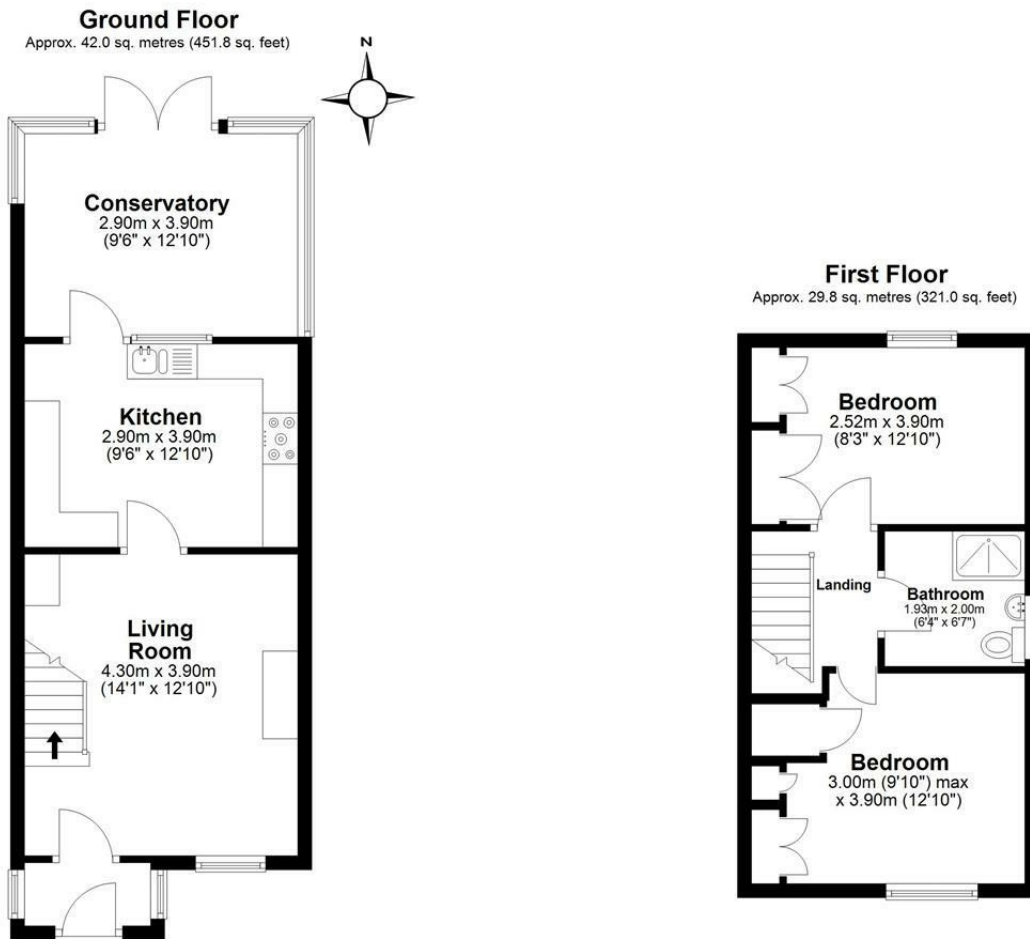 Ground Floor
Approx. 42.0 sq. metres (451.8 sq. feet)
N
Conservatory
2.90m x 3.90m
(9'6" x 12'10")
Kitchen
2.90m x 3.90m
(9'6" x 12'10")
Living
Room
4.30m x 3.90m
(14'1" x 12'10")
First Floor
Approx. 29.8 sq. metres (321.0 sq. feet)
Bedroom
2.52m x 3.90m
(8'3" x 12'10")
Landing
Bathroom
1.93m x 2.00m
(6'4" x 6'7")
Bedroom
3.00m (9'10") max
x 3.90m (12'10")